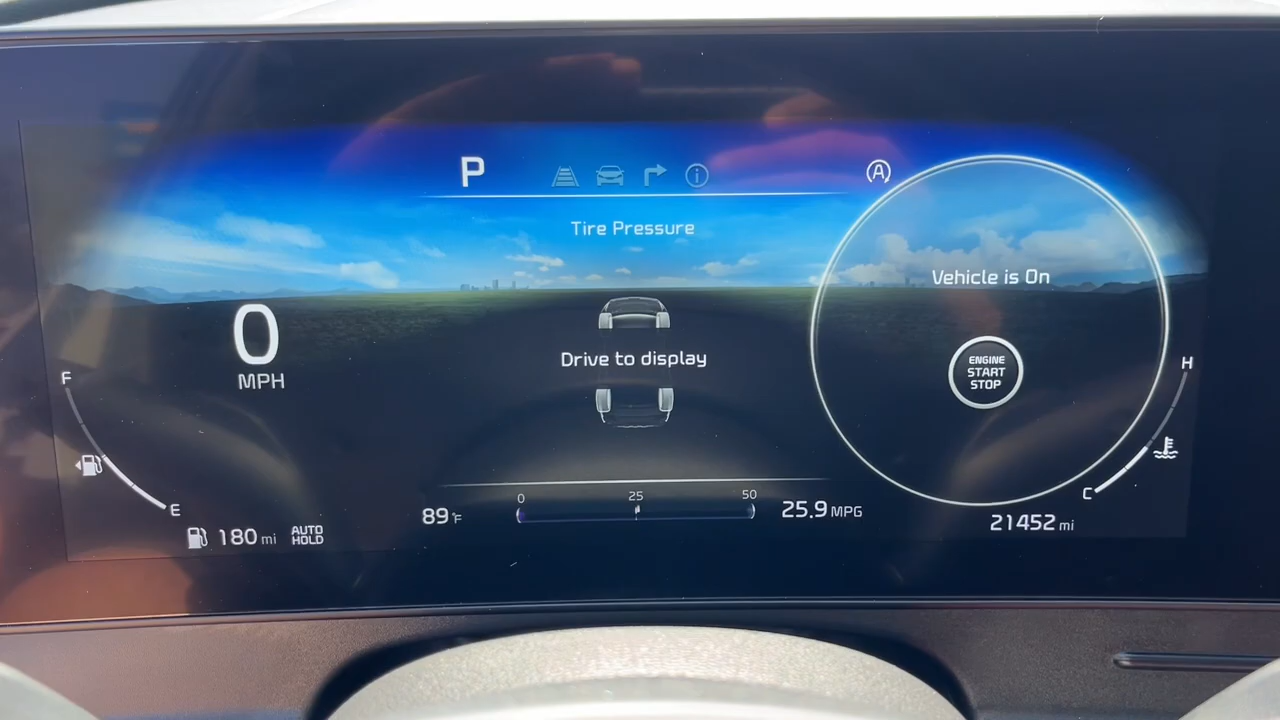 P
i
A
Tire Pressure
Vehicle is On
0
MPH
Drive to display
ENGINE
START
STOP
F
E
H
C
0 25 50
89°F
25.9 MPG
180 mi
AUTO
HOLD
21452 mi